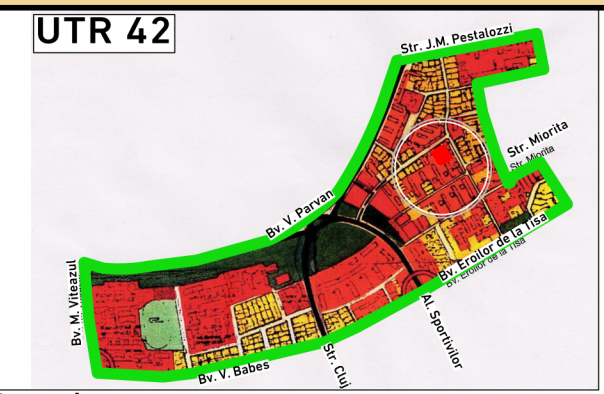 UTR 42
Str. J.M. Pestalozzi
Str. Miorita
Str. Miorita
Bv. V. Parvan
Bv. Eroilor de la Tisa
Bv. Eroilor de la Tisa
Bv. M. Viteazul
Al. Sportivilor
Str. Cluj
Bv. V. Babes